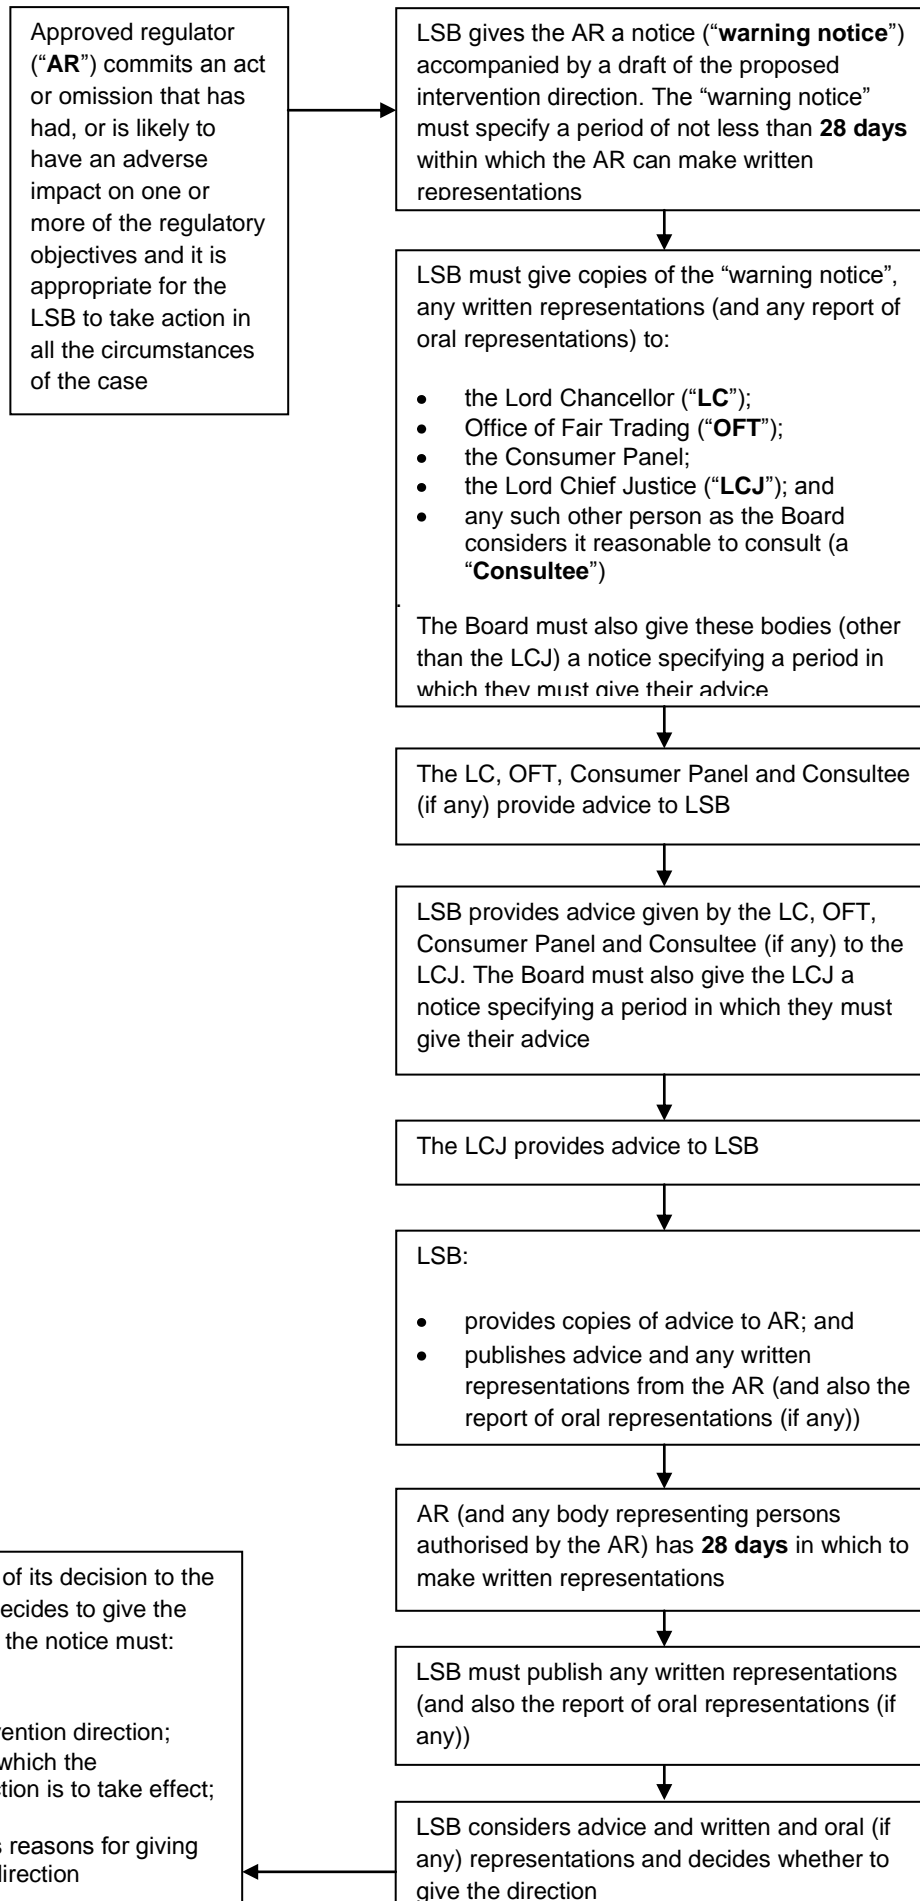 Approved regulator
(“AR”) commits an act
or omission that has
had, or is likely to
have an adverse
impact on one or
more of the regulatory
objectives and it is
appropriate for the
LSB to take action in
all the circumstances
of the case
LSB gives the AR a notice (“warning notice”)
accompanied by a draft of the proposed
intervention direction. The “warning notice”
must specify a period of not less than 28 days
within which the AR can make written
representations
LSB must give copies of the “warning notice”,
any written representations (and any report of
oral representations) to:
• the Lord Chancellor (“LC”);
• Office of Fair Trading (“OFT”);
• the Consumer Panel;
• the Lord Chief Justice (“LCJ”); and
• any such other person as the Board
considers it reasonable to consult (a
“Consultee”)
.
The Board must also give these bodies (other
than the LCJ) a notice specifying a period in
which they must give their advice
The LC, OFT, Consumer Panel and Consultee
(if any) provide advice to LSB
LSB provides advice given by the LC, OFT,
Consumer Panel and Consultee (if any) to the
LCJ. The Board must also give the LCJ a
notice specifying a period in which they must
give their advice
The LCJ provides advice to LSB
LSB:
• provides copies of advice to AR; and
• publishes advice and any written
representations from the AR (and also the
report of oral representations (if any))
AR (and any body representing persons
authorised by the AR) has 28 days in which to
make written representations
LSB must publish any written representations
(and also the report of oral representations (if
any))
LSB considers advice and written and oral (if
any) representations and decides whether to
give the direction
of its decision to the
ecides to give the
the notice must:
vention direction;
which the
ction is to take effect;
s reasons for giving
direction